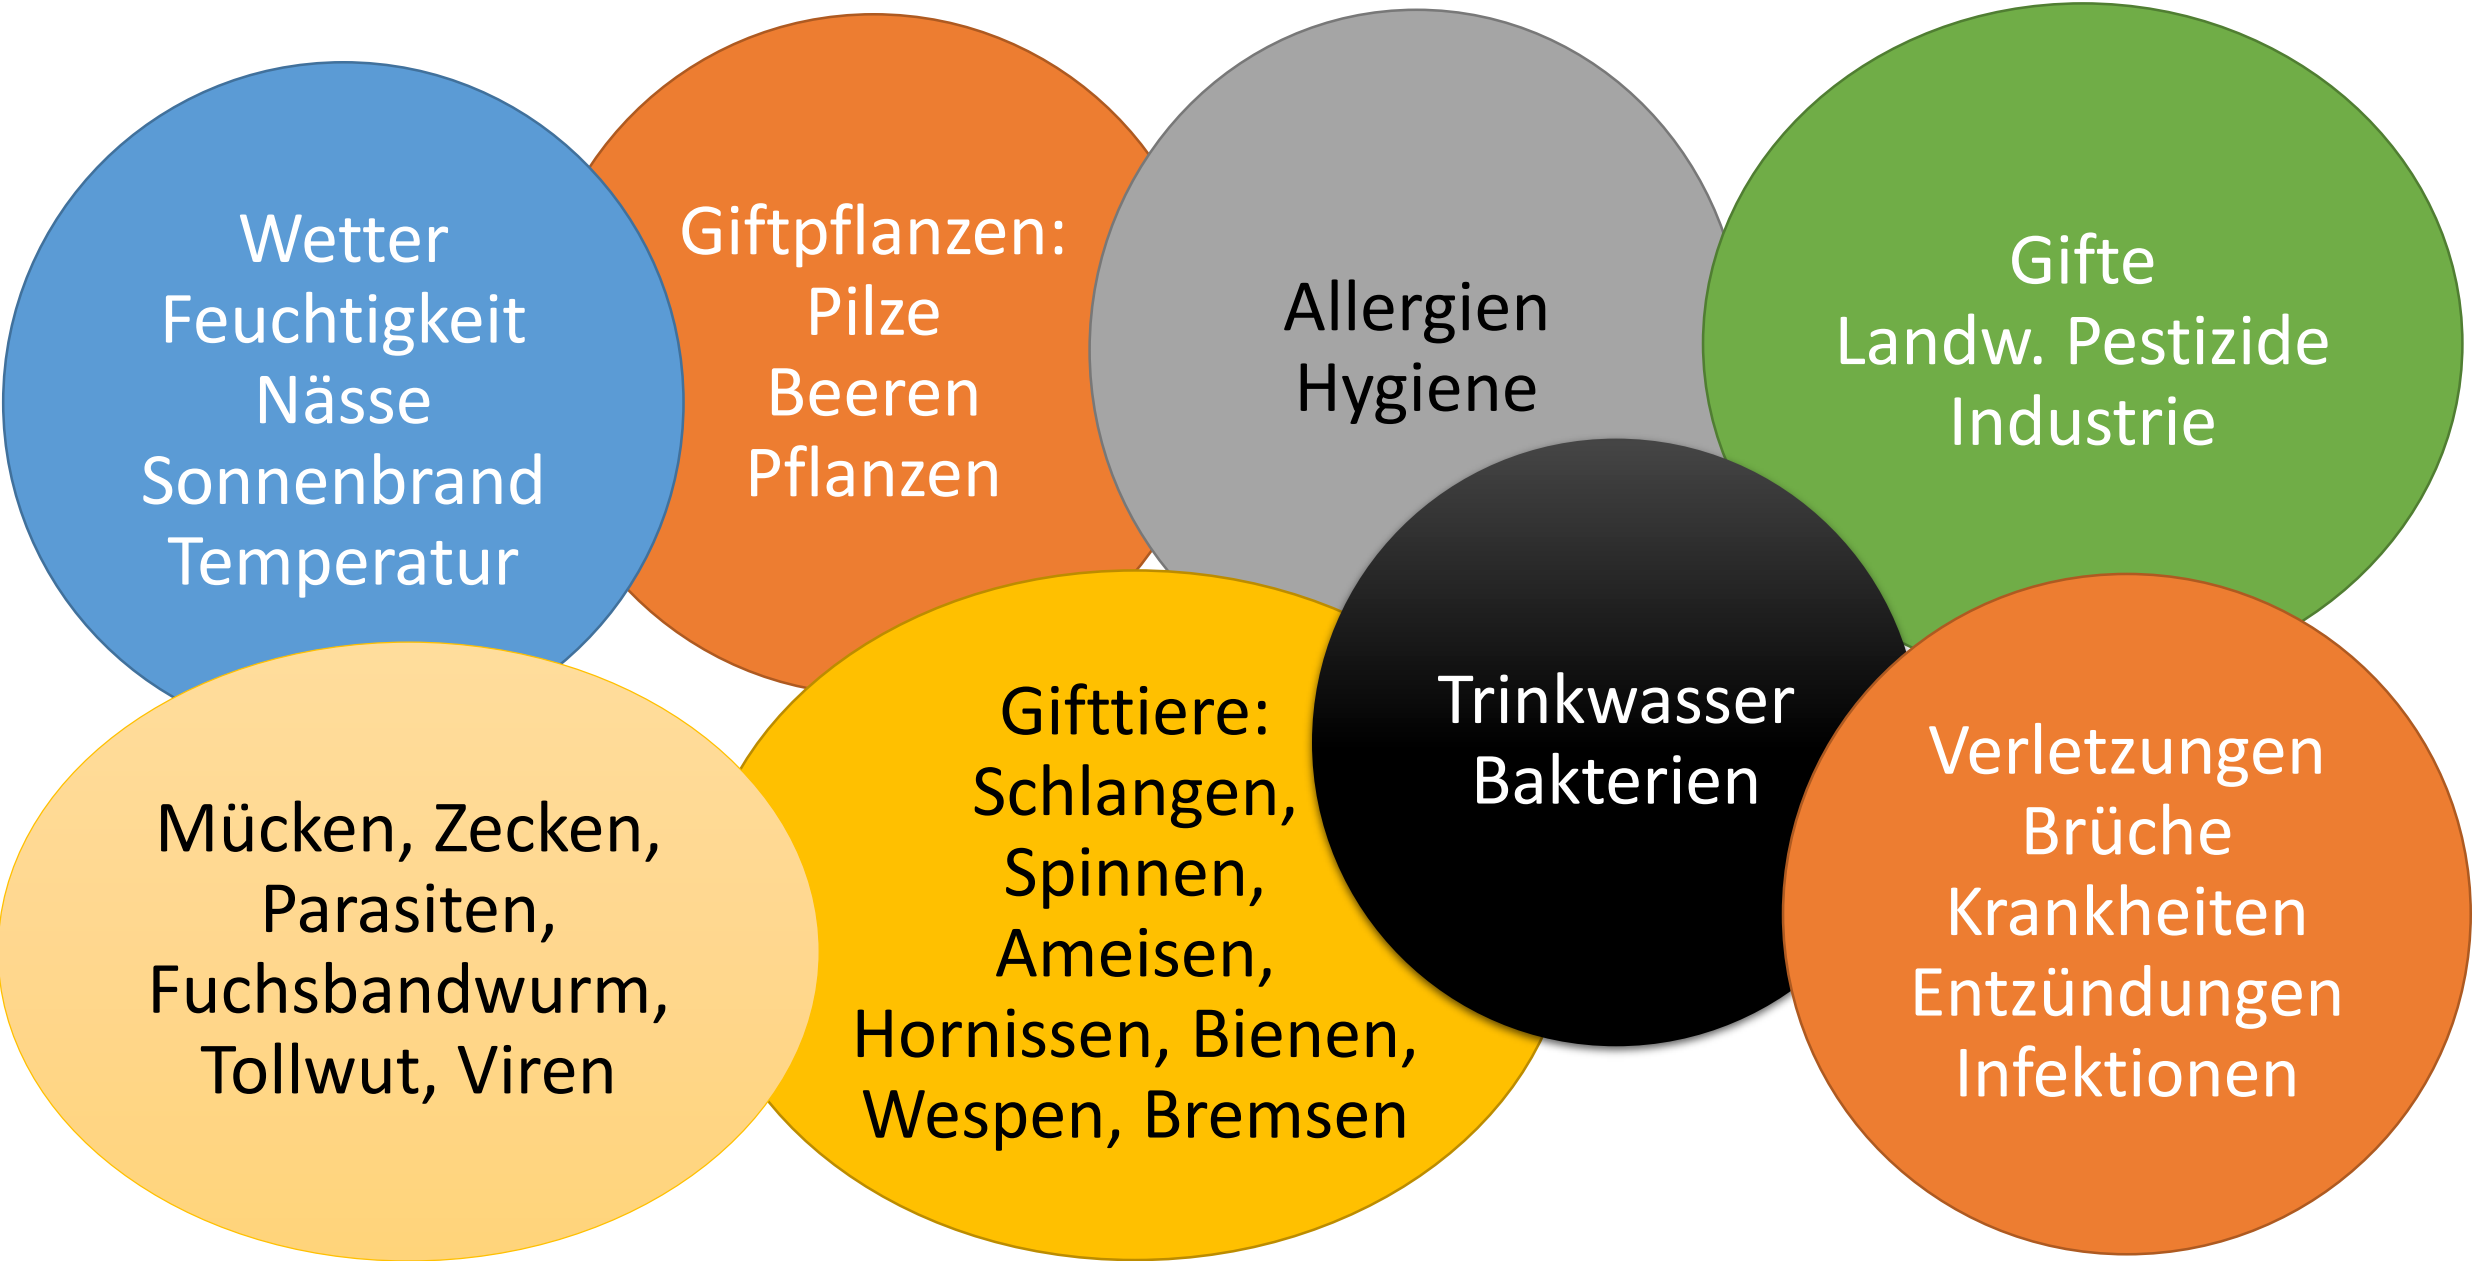 Wetter
Feuchtigkeit
Nässe
Sonnenbrand
Temperatur
Giftpflanzen:
Pilze
Beeren
Pflanzen
Allergien
Hygiene
Gifte
Landw. Pestizide
Industrie
Mücken, Zecken,
Parasiten,
Fuchsbandwurm,
Tollwut, Viren
Gifttiere:
Schlangen,
Spinnen,
Ameisen,
Hornissen, Bienen,
Wespen, Bremsen
Trinkwasser
Bakterien
Verletzungen
Brüche
Krankheiten
Entzündungen
Infektionen